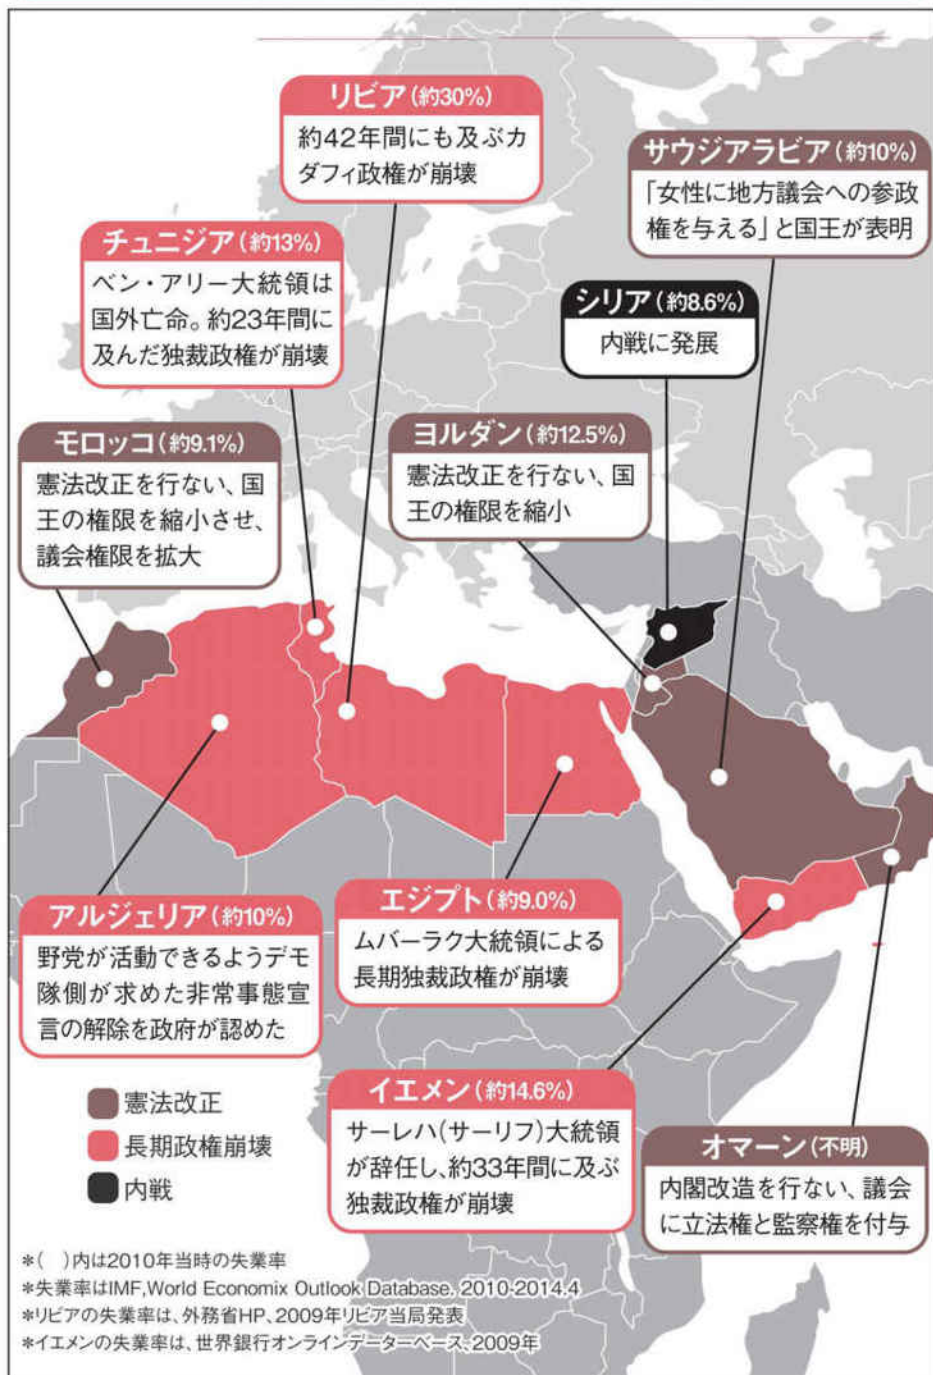 リビア(約30%)
約42年間にも及ぶカ
ダフィ政権が崩壊
サウジアラビア(約10%)
「女性に地方議会への参政
権を与える」と国王が表明
チュニジア(約13%)
ベン・アリー大統領は
国外亡命。約23年間に
及んだ独裁政権が崩壊
シリア(約8.6%)
内戦に発展
モロッコ(約9.1%)
憲法改正を行ない、国
王の権限を縮小させ、
議会権限を拡大
ヨルダン(約12.5%)
憲法改正を行ない、国
王の権限を縮小
アルジェリア(約10%)
野党が活動できるようデモ
隊側が求めた非常事態宣
言の解除を政府が認めた
エジプト(約9.0%)
ムバーラク大統領による
長期独裁政権が崩壊
イエメン(約14.6%)
サーレハ(サーリフ)大統領
が辞任し、約33年間に及ぶ
独裁政権が崩壊
オマーン(不明)
内閣改造を行ない、議会
に立法権と監察権を付与
憲法改正
長期政権崩壊
内戦
*( )内は2010年当時の失業率
*失業率はIMF,World Economix Outlook Database. 2010-2014.4
*リビアの失業率は、外務省HP、2009年リビア当局発表
*イエメンの失業率は、世界銀行オンラインデーターベース、2009年